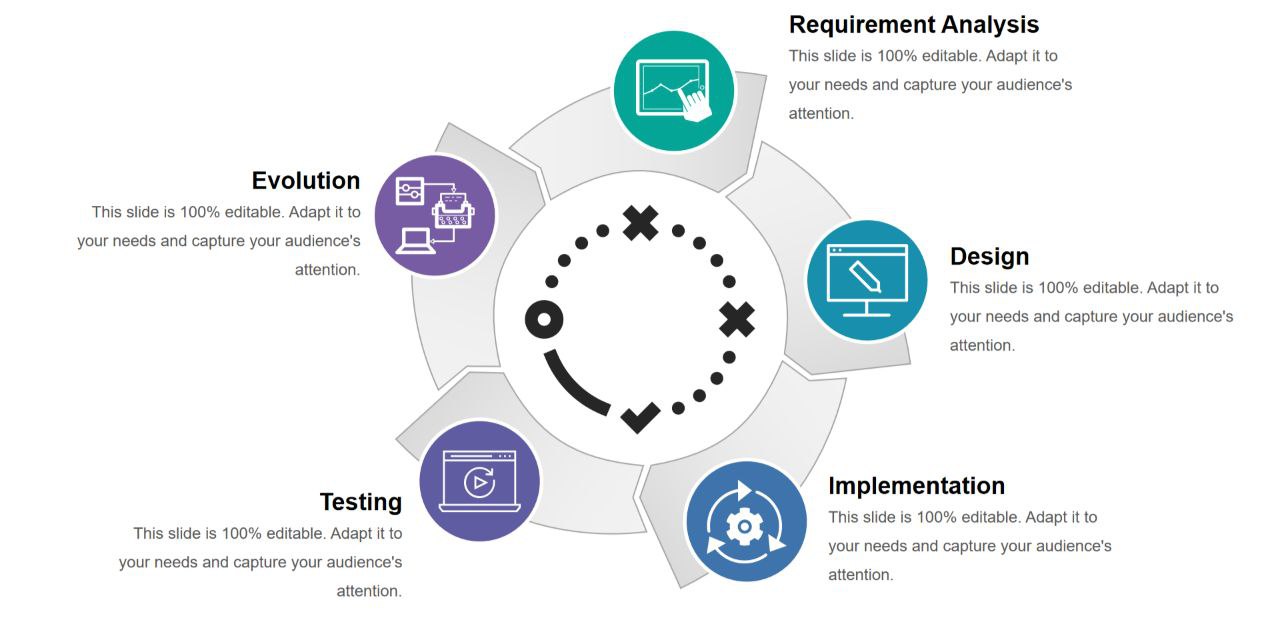 Requirement Analysis
This slide is 100% editable. Adapt it to
your needs and capture your audience's
attention.
Design
This slide is 100% editable. Adapt it to
your needs and capture your audience's
attention.
Implementation
This slide is 100% editable. Adapt it to
your needs and capture your audience's
attention.
Testing
This slide is 100% editable. Adapt it to
your needs and capture your audience's
attention.
Evolution
This slide is 100% editable. Adapt it to
your needs and capture your audience's
attention.